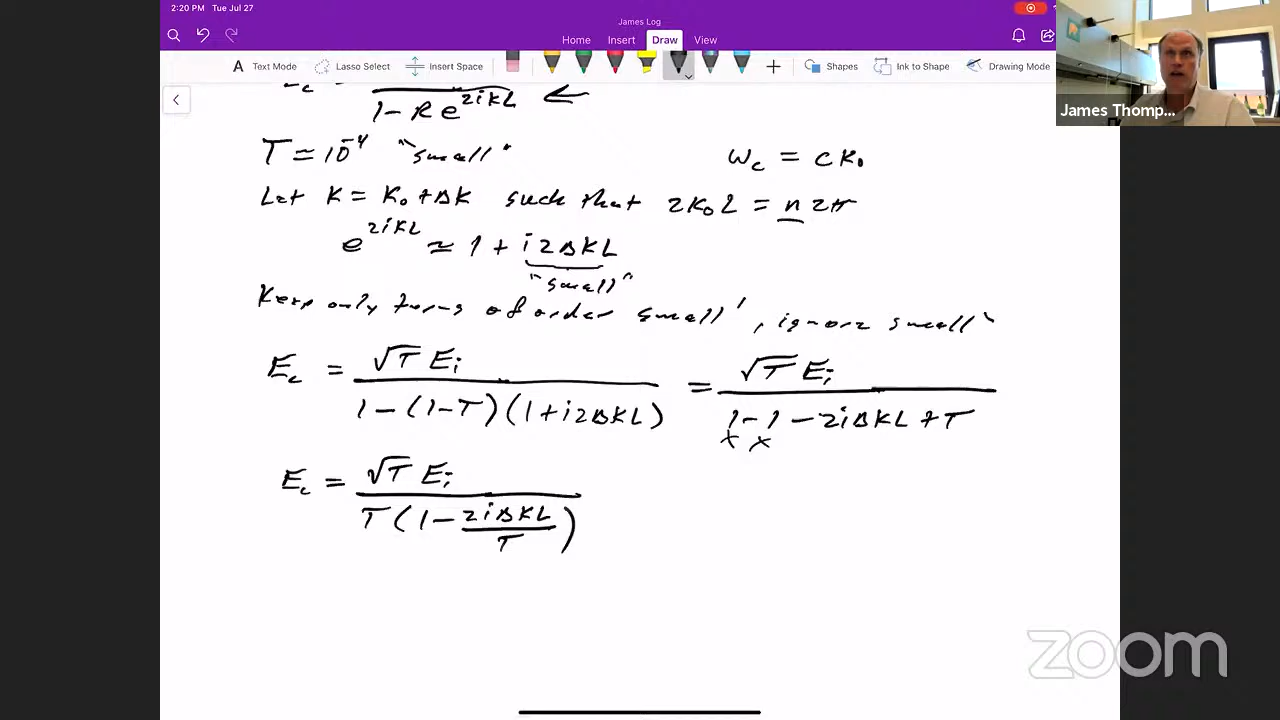 2:20 PM Tue Jul 27
James Log
Home Insert Draw View
Text Mode Lasso Select Insert Space Shapes Ink to Shape Drawing Mode
James Thomp...
1 - R e^{2ikL} ←
T ≃ 10^{-4} "small" ω_c = c k_0
Let k = k_0 + Δk such that 2k_0 L = n 2π
e^{2ikL} ≈ 1 + i2ΔkL
"small"
Keep only terms of order small^1, ignore small^2
E_c = √T E_i / (1 - (1-T)(1+i2ΔkL)) = √T E_i / (1 - 1 - 2iΔkL + T)
x x
E_c = √T E_i / (T(1 - 2iΔkL / T))
zoom